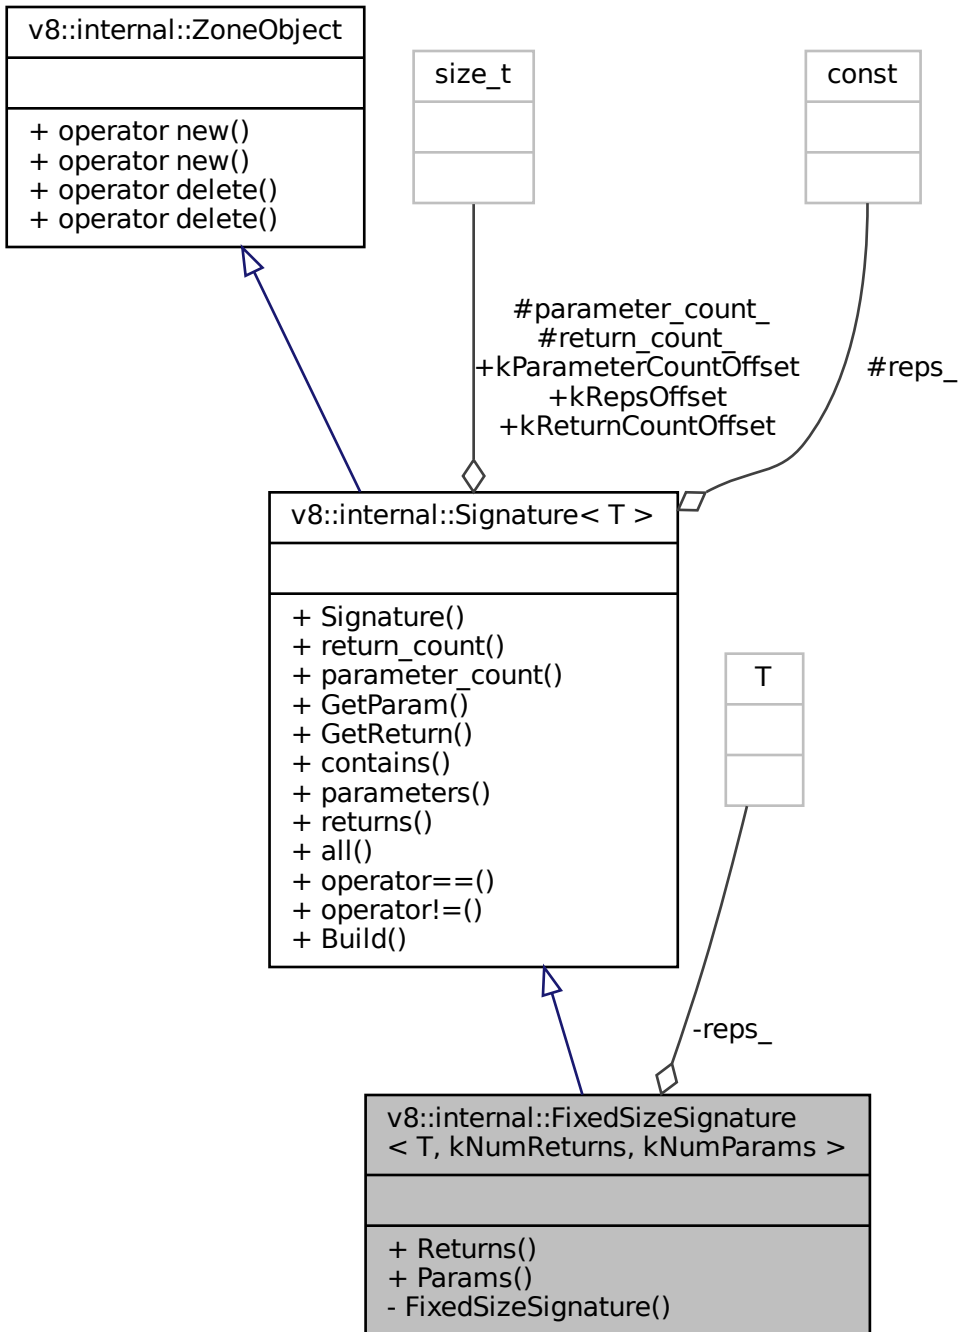 v8::internal::ZoneObject
+ operator new()
+ operator new()
+ operator delete()
+ operator delete()
size_t
const
#parameter_count_
#return_count_
+kParameterCountOffset
+kRepsOffset
+kReturnCountOffset
#reps_
v8::internal::Signature< T >
+ Signature()
+ return_count()
+ parameter_count()
+ GetParam()
+ GetReturn()
+ contains()
+ parameters()
+ returns()
+ all()
+ operator==()
+ operator!=()
+ Build()
T
-reps_
v8::internal::FixedSizeSignature
< T, kNumReturns, kNumParams >
+ Returns()
+ Params()
- FixedSizeSignature()